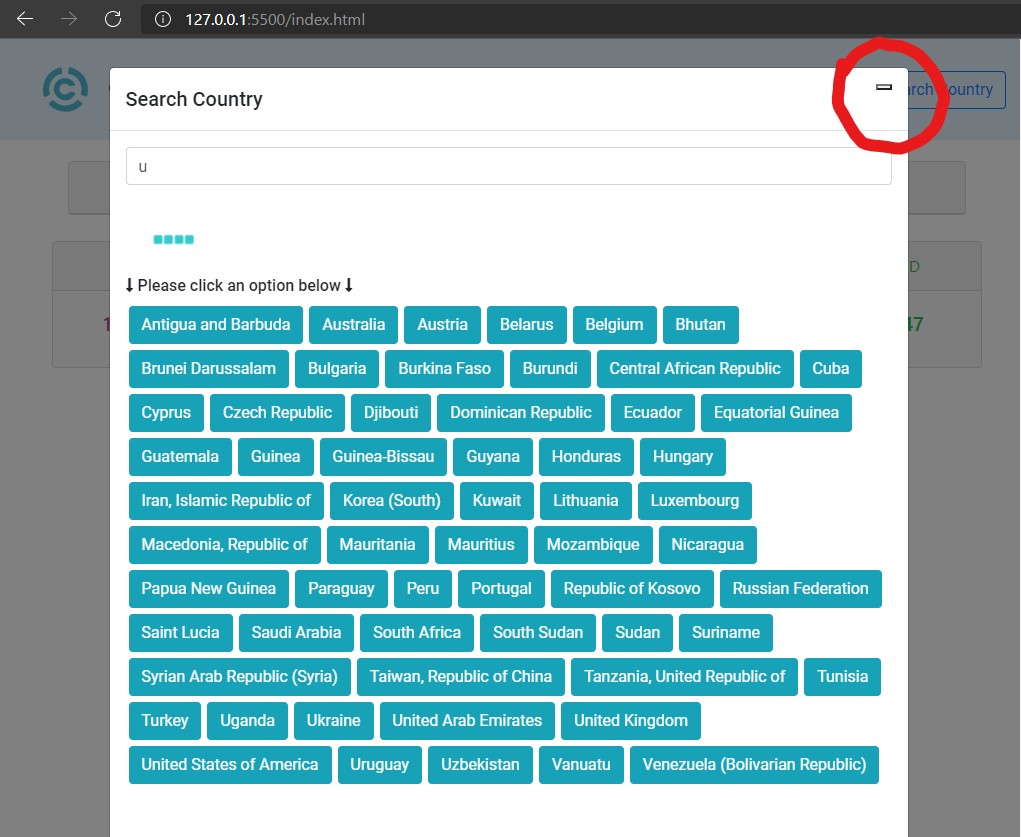 127.0.0.1:5500/index.html
Search Country
u
Please click an option below
Antigua and Barbuda Australia Austria Belarus Belgium Bhutan
Brunei Darussalam Bulgaria Burkina Faso Burundi Central African Republic Cuba
Cyprus Czech Republic Djibouti Dominican Republic Ecuador Equatorial Guinea
Guatemala Guinea Guinea-Bissau Guyana Honduras Hungary
Iran, Islamic Republic of Korea (South) Kuwait Lithuania Luxembourg
Macedonia, Republic of Mauritania Mauritius Mozambique Nicaragua
Papua New Guinea Paraguay Peru Portugal Republic of Kosovo Russian Federation
Saint Lucia Saudi Arabia South Africa South Sudan Sudan Suriname
Syrian Arab Republic (Syria) Taiwan, Republic of China Tanzania, United Republic of Tunisia
Turkey Uganda Ukraine United Arab Emirates United Kingdom
United States of America Uruguay Uzbekistan Vanuatu Venezuela (Bolivarian Republic)